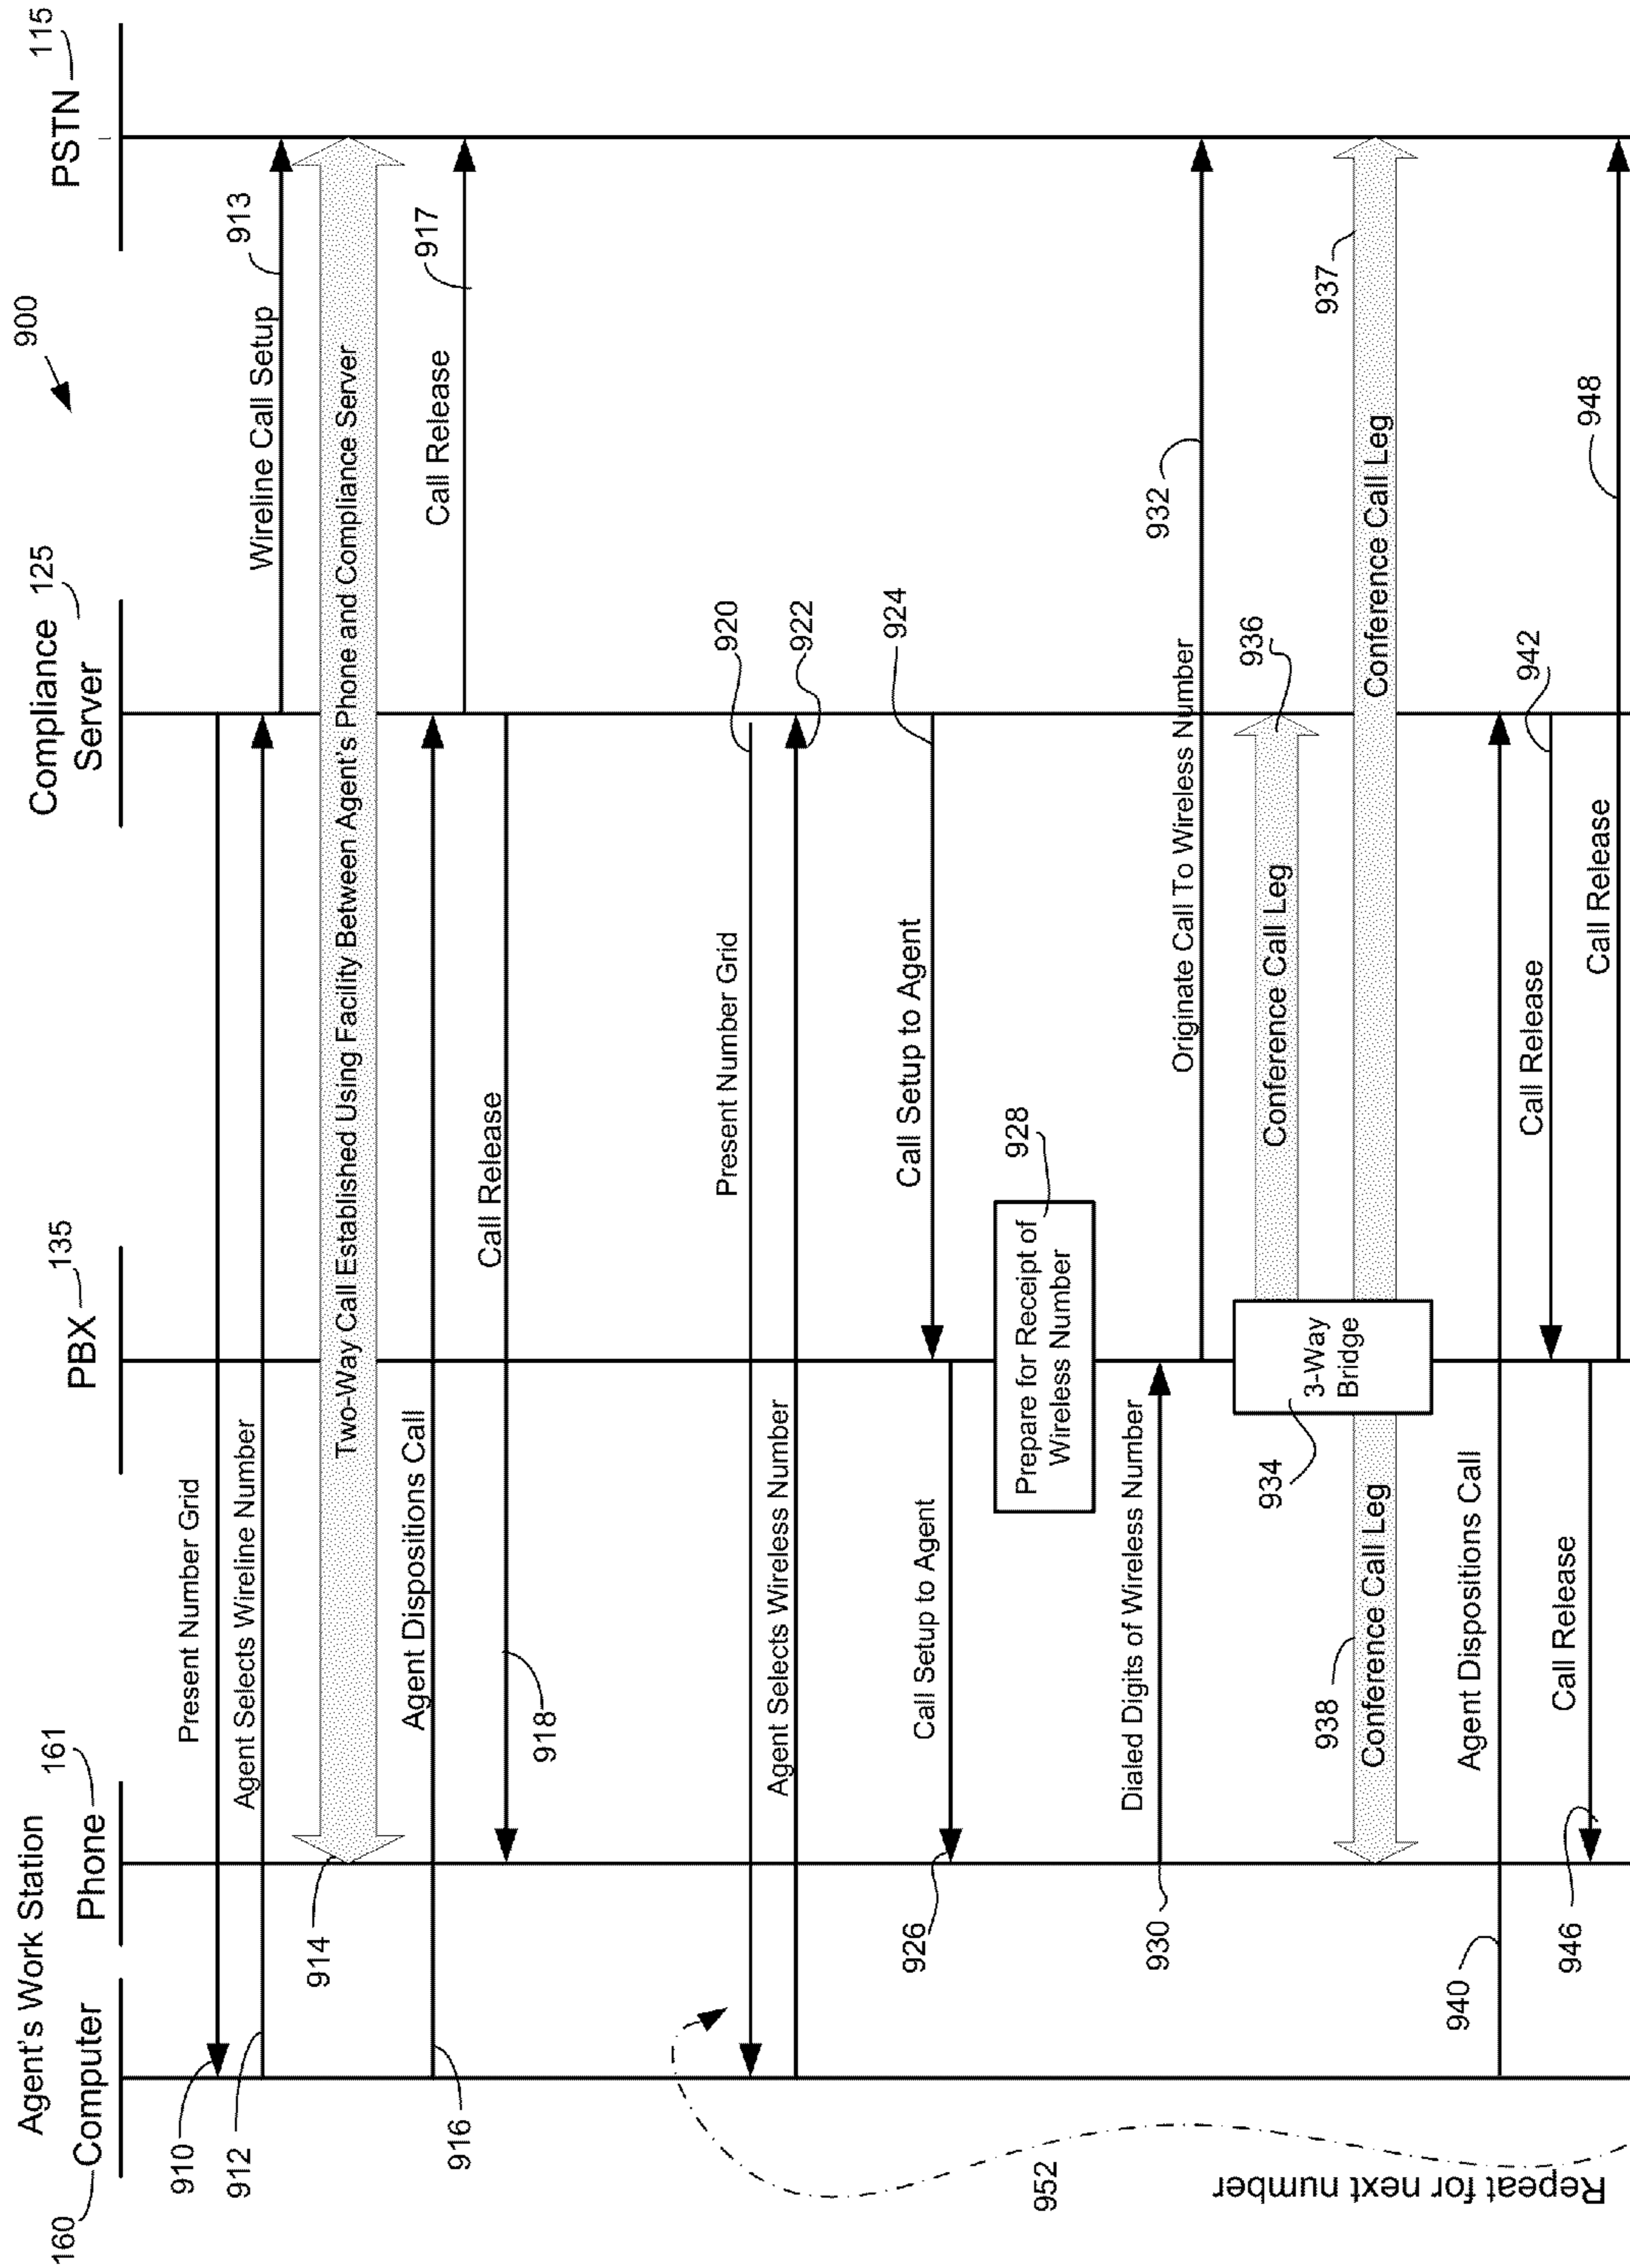 900
Agent's Work Station
160
Computer
Phone
161
PBX
135
Compliance
Server
125
PSTN
115
910
Present Number Grid
912
Agent Selects Wireline Number
Wireline Call Setup
913
914
Two-Way Call Established Using Facility Between Agent's Phone and Compliance Server
916
Agent Dispositions Call
Call Release
917
918
Call Release
Present Number Grid
920
Agent Selects Wireless Number
922
Call Setup to Agent
924
926
Call Setup to Agent
Prepare for Receipt of
Wireless Number
928
930
Dialed Digits of Wireless Number
Originate Call To Wireless Number
932
934
3-Way
Bridge
Conference Call Leg
936
938
Conference Call Leg
Conference Call Leg
937
940
Agent Dispositions Call
Call Release
942
946
Call Release
Call Release
948
952
Repeat for next number